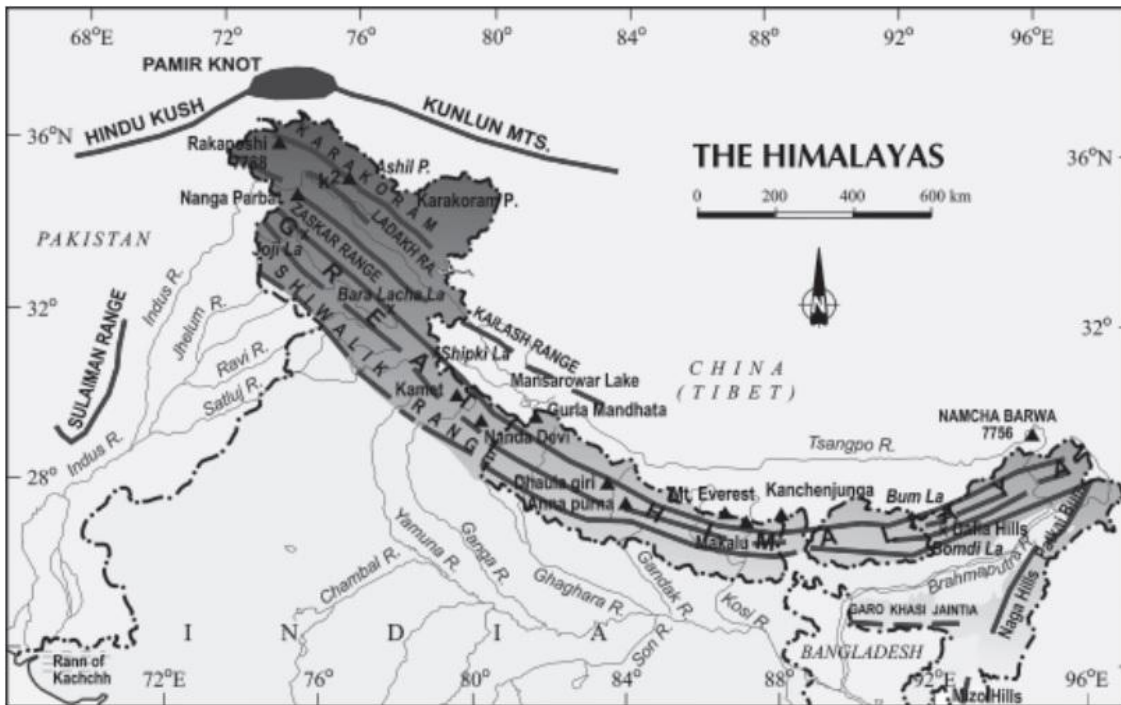 68°E 72° 76° 80° 84° 88° 92° 96°E
PAMIR KNOT
HINDU KUSH
KUNLUN MTS.
36°N
36°N
THE HIMALAYAS
0 200 400 600 km
N
KARAKORAM
Rakaposhi
7788
K2
Ashil P.
Karakoram P.
Nanga Parbat
LADAKH RA.
ZASKAR RANGE
PAKISTAN
Joji La
GREAT HIMALAYA
SHIWALIK RANGE
Bara Lacha La
Indus R.
Jhelum R.
32°
32°
KAILASH RANGE
SULAIMAN RANGE
Ravi R.
Shipki La
CHINA
(TIBET)
Satluj R.
Mansarowar Lake
Kamet
Gurla Mandhata
Nanda Devi
NAMCHA BARWA
7756
Tsangpo R.
Indus R.
28°
28°
Dhaula giri
Anna purna
Mt. Everest
Kanchenjunga
Bum La
Makalu
Dafla Hills
Bomdi La
Patkai Bum
Yamuna R.
Ganga R.
Chambal R.
Ghaghara R.
Gandak R.
Kosi R.
Brahmaputra R.
Naga Hills
GARO KHASI JAINTIA
INDIA
Son R.
BANGLADESH
Rann of
Kachchh
Mizo Hills
72°E 76° 80° 84° 88° 92°E 96°E